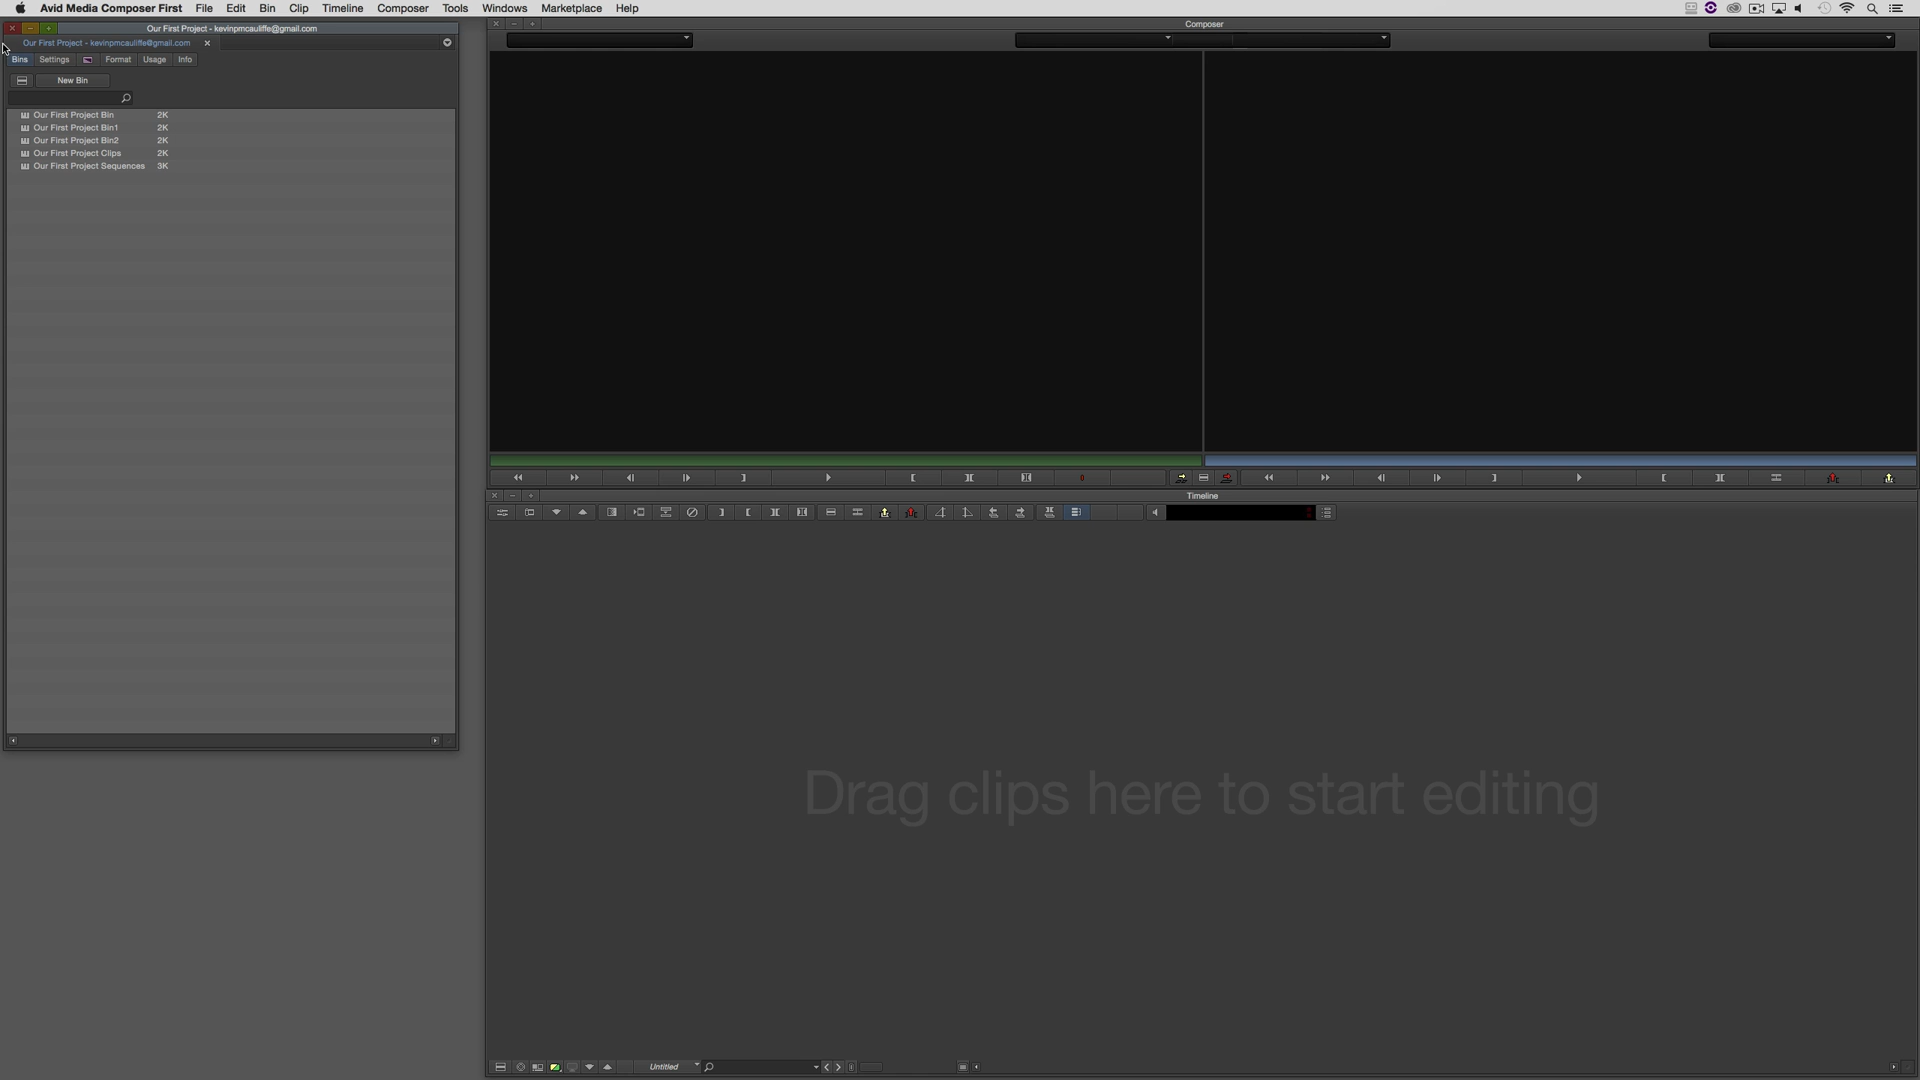 Avid Media Composer First File Edit Bin Clip Timeline Composer Tools Windows Marketplace Help
Our First Project - kevinpmcauliffe@gmail.com
Our First Project - kevinpmcauliffe@gmail.com
Bins Settings Format Usage Info
New Bin
Our First Project Bin 2K
Our First Project Bin1 2K
Our First Project Bin2 2K
Our First Project Clips 2K
Our First Project Sequences 3K
Composer
Timeline
Drag clips here to start editing
Untitled